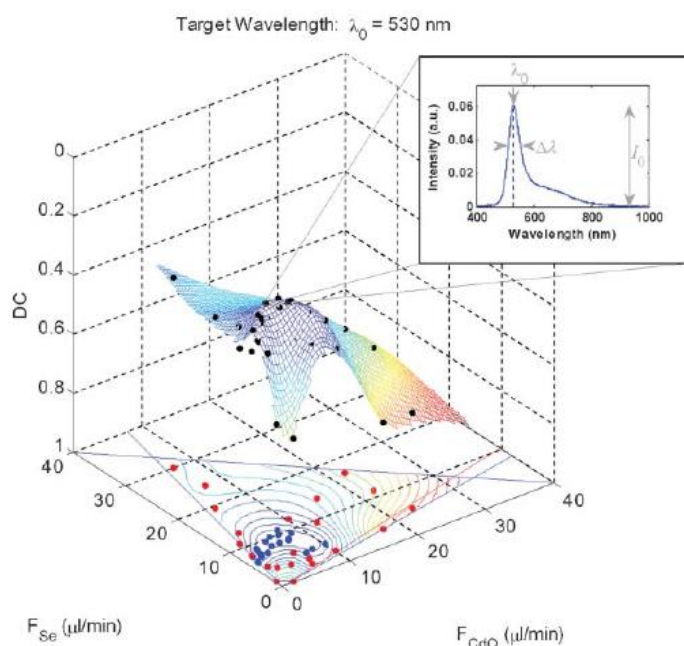 Target Wavelength: λ0 = 530 nm
λ0
Intensity (a.u.)
0.06
0.04
0.02
0
Δλ
I0
400
600
800
1000
Wavelength (nm)
DC
0
0.2
0.4
0.6
0.8
1
40
30
20
10
0
0
10
20
30
40
FSe (µl/min)
FCdO (µl/min)